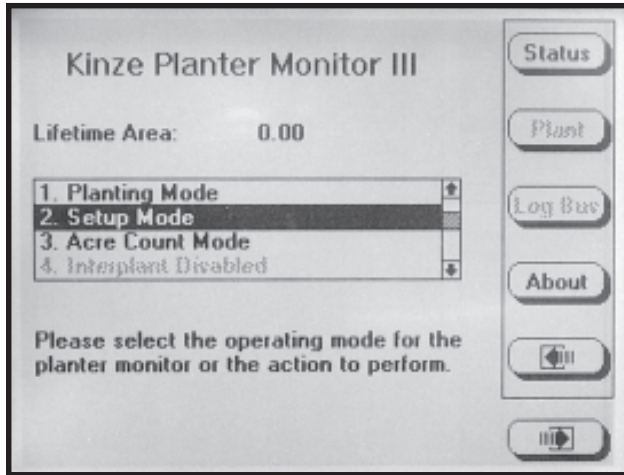 Kinze Planter Monitor III
Lifetime Area: 0.00
1. Planting Mode
2. Setup Mode
3. Acre Count Mode
4. Interplant Disabled
Please select the operating mode for the
planter monitor or the action to perform.
Status
Plant
Log Bus
About